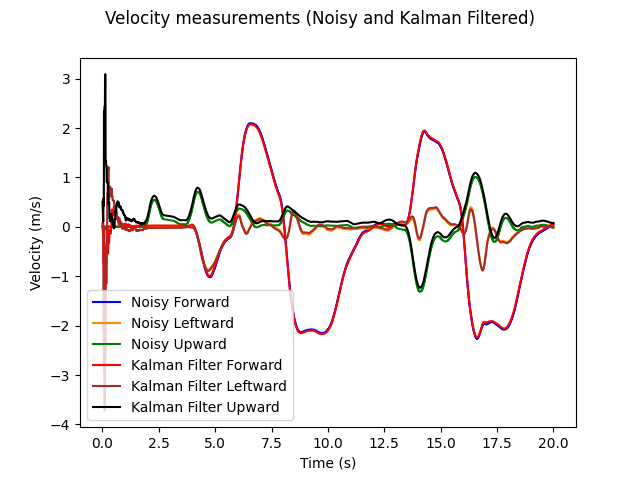 Velocity measurements (Noisy and Kalman Filtered)
Velocity (m/s)
3
2
1
0
−1
−2
−3
−4
Noisy Forward
Noisy Leftward
Noisy Upward
Kalman Filter Forward
Kalman Filter Leftward
Kalman Filter Upward
0.0 2.5 5.0 7.5 10.0 12.5 15.0 17.5 20.0
Time (s)